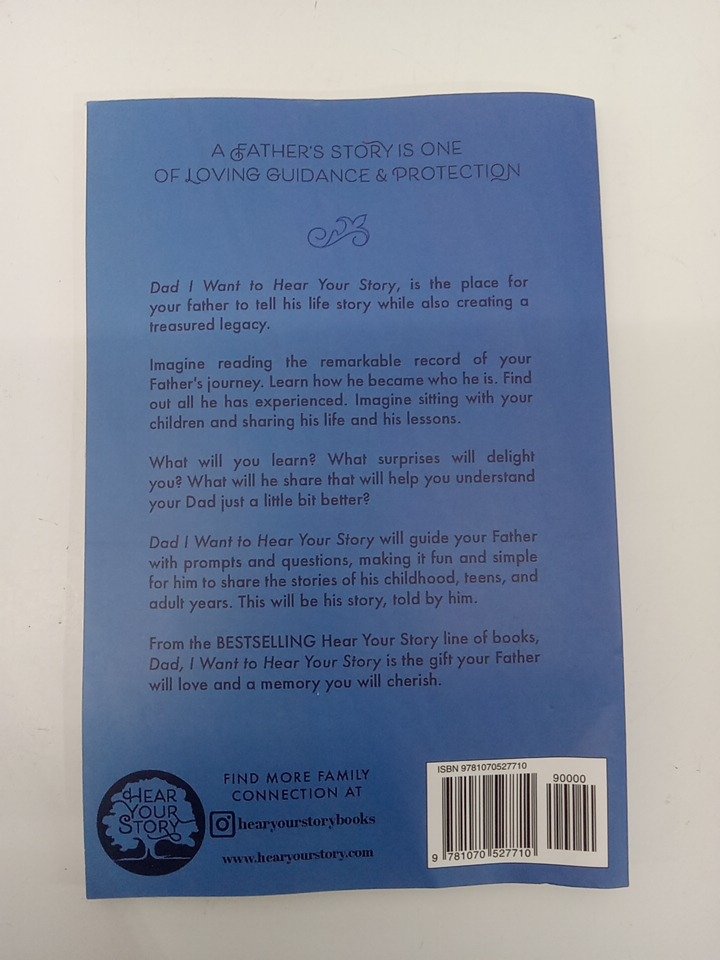 A FATHER'S STORY IS ONE
OF LOVING GUIDANCE & PROTECTION
Dad I Want to Hear Your Story, is the place for
your father to tell his life story while also creating a
treasured legacy.
Imagine reading the remarkable record of your
Father's journey. Learn how he became who he is. Find
out all he has experienced. Imagine sitting with your
children and sharing his life and his lessons.
What will you learn? What surprises will delight
you? What will he share that will help you understand
your Dad just a little bit better?
Dad I Want to Hear Your Story will guide your Father
with prompts and questions, making it fun and simple
for him to share the stories of his childhood, teens, and
adult years. This will be his story, told by him.
From the BESTSELLING Hear Your Story line of books,
Dad, I Want to Hear Your Story is the gift your Father
will love and a memory you will cherish.
HEAR
YOUR
STORY
FIND MORE FAMILY
CONNECTION AT
hearyourstorybooks
www.hearyourstory.com
ISBN 9781070527710
90000
9 781070 527710